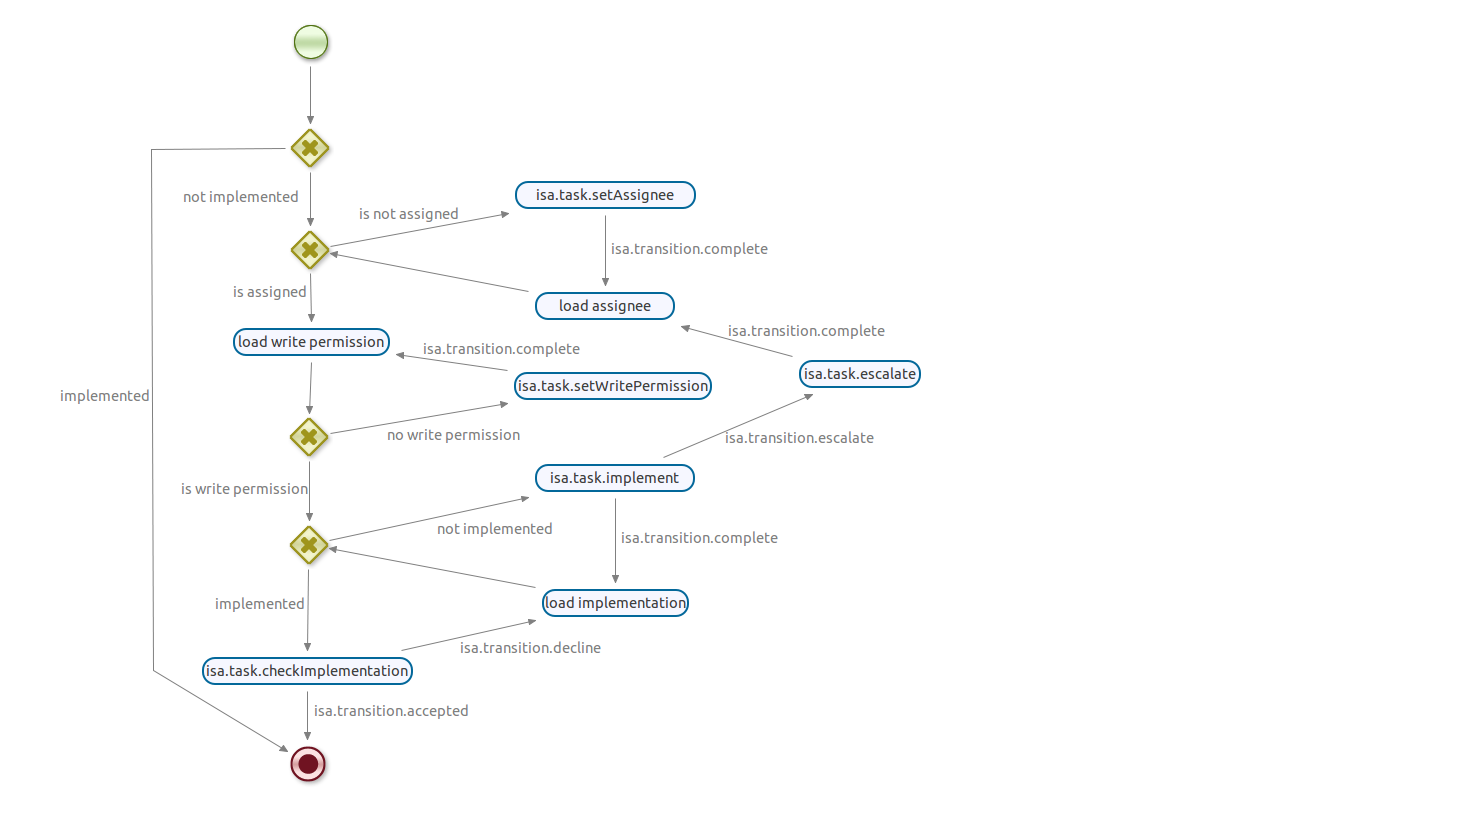 not implemented
isa.task.setAssignee
is not assigned
isa.transition.complete
is assigned
load assignee
isa.transition.complete
load write permission
isa.transition.complete
isa.task.escalate
isa.task.setWritePermission
implemented
no write permission
isa.transition.escalate
isa.task.implement
is write permission
not implemented
isa.transition.complete
implemented
load implementation
isa.transition.decline
isa.task.checkImplementation
isa.transition.accepted